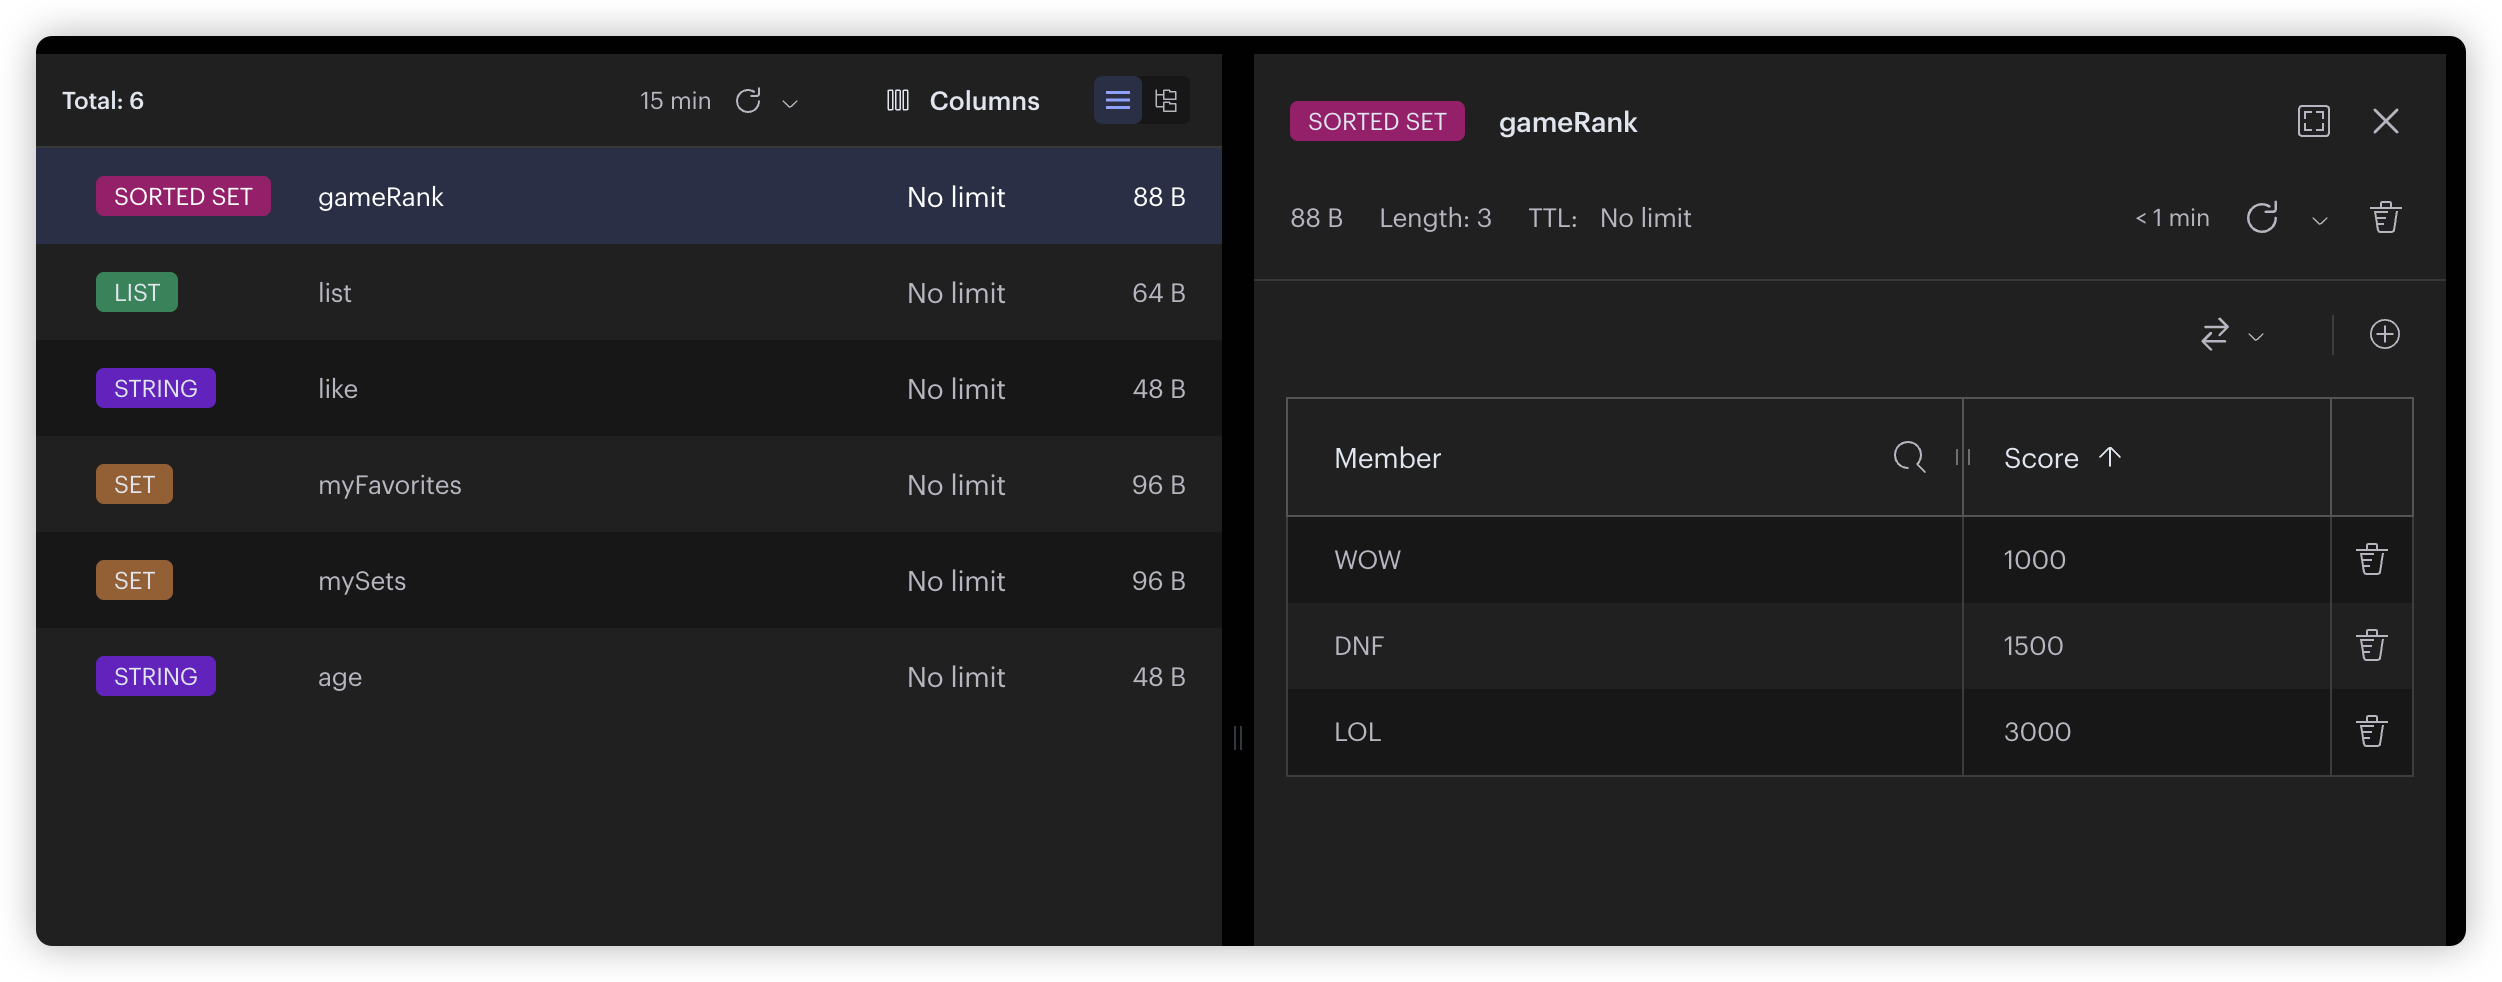 Total: 6 15 min Columns
SORTED SET gameRank No limit 88 B
LIST list No limit 64 B
STRING like No limit 48 B
SET myFavorites No limit 96 B
SET mySets No limit 96 B
STRING age No limit 48 B
SORTED SET gameRank
88 B Length: 3 TTL: No limit < 1 min
Member Score
WOW 1000
DNF 1500
LOL 3000